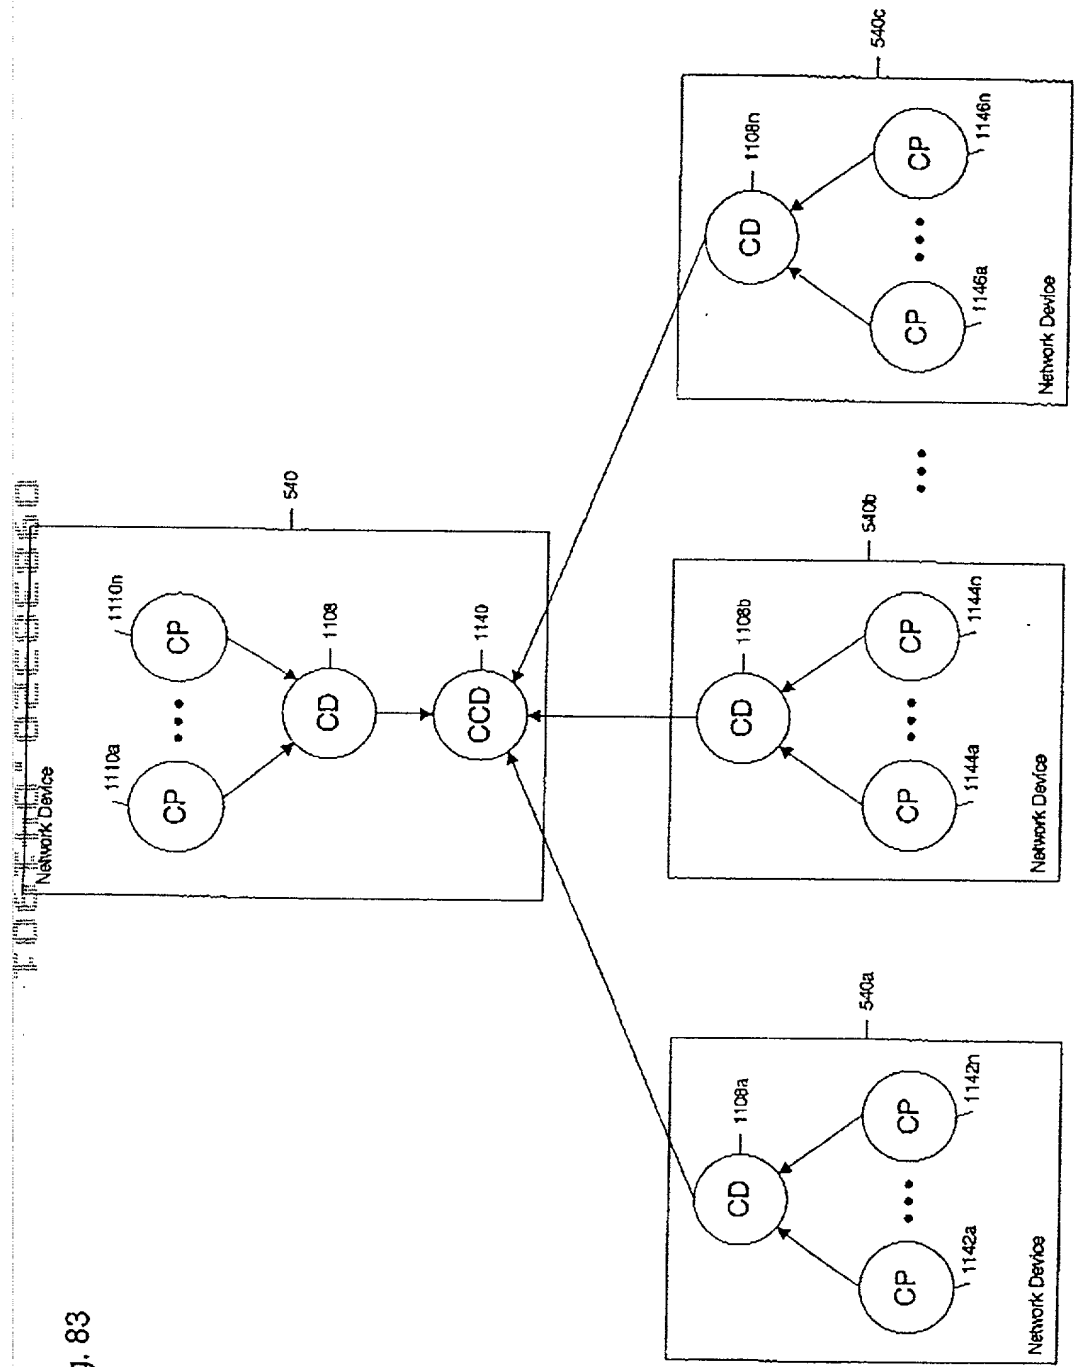 g. 83
Network Device
540
1110a
1110n
CP
• • •
CP
CD
1108
CCD
1140
540a
CD
1108a
CP
• • •
CP
1142a
1142n
Network Device
540b
CD
1108b
CP
• • •
CP
1144a
1144n
Network Device
• • •
540c
CD
1108n
CP
• • •
CP
1146a
1146n
Network Device